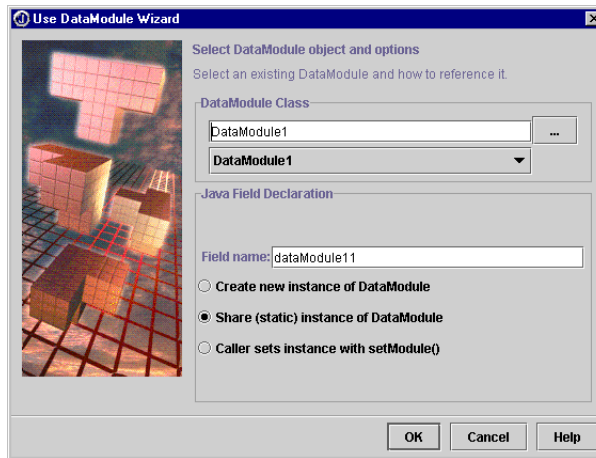 Use DataModule Wizard
Select DataModule object and options
Select an existing DataModule and how to reference it.
DataModule Class
DataModule1
...
DataModule1
Java Field Declaration
Field name: dataModule11
Create new instance of DataModule
Share (static) instance of DataModule
Caller sets instance with setModule()
OK Cancel Help